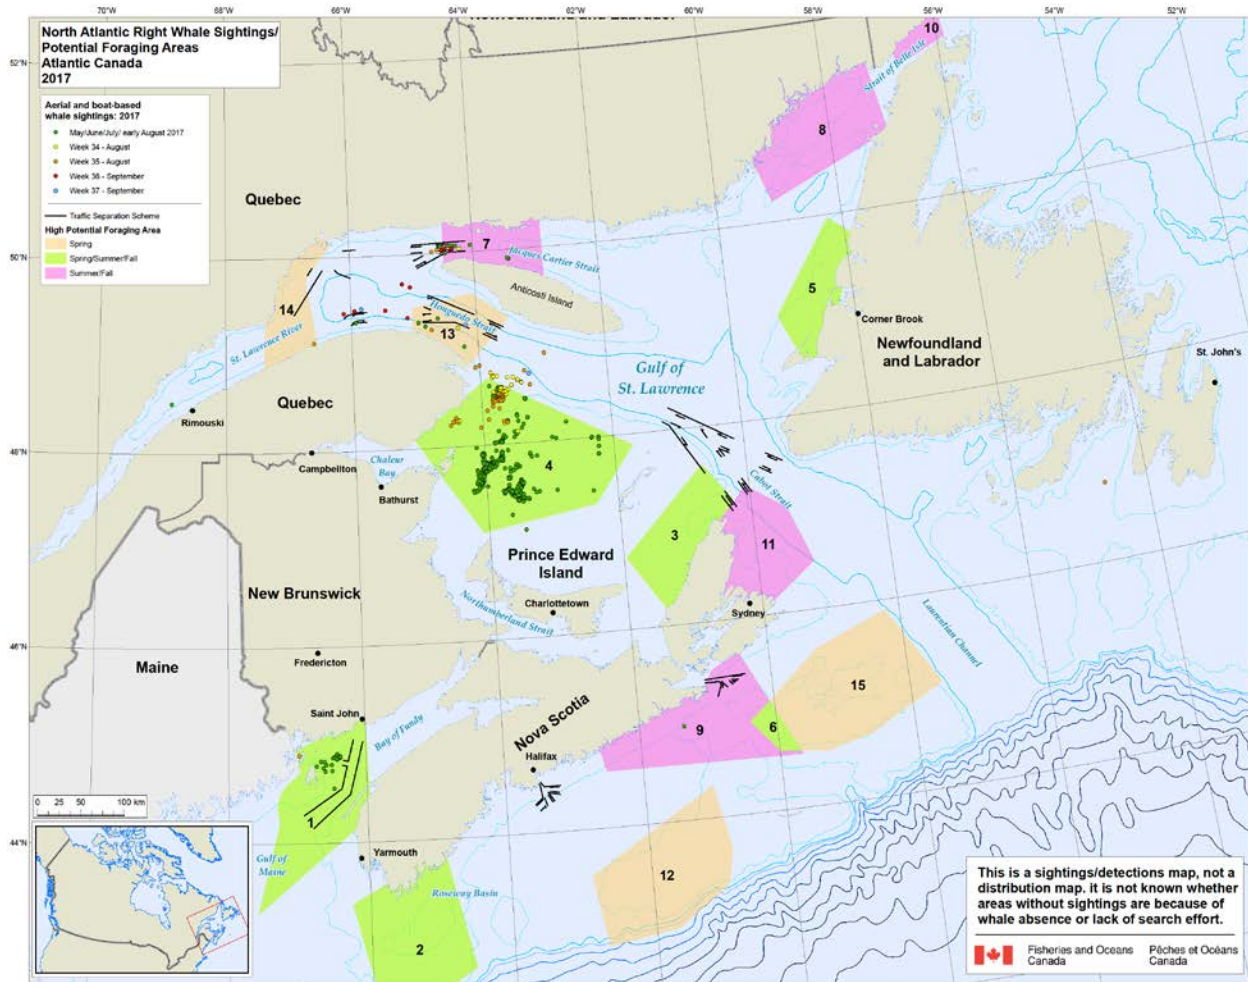 Newfoundland and Labrador
North Atlantic Right Whale Sightings/
Potential Foraging Areas
Atlantic Canada
2017
Aerial and boat-based
whale sightings: 2017
May/June/July/ early August 2017
Week 34 - August
Week 35 - August
Week 36 - September
Week 37 - September
Traffic Separation Scheme
High Potential Foraging Area
Spring
Spring/Summer/Fall
Summer/Fall
70°W
68°W
66°W
64°W
62°W
60°W
58°W
56°W
54°W
52°W
52°N
50°N
48°N
46°N
44°N
10
Strait of Belle Isle
8
Quebec
7
Jacques Cartier Strait
Anticosti Island
14
Honguedo Strait
13
5
Corner Brook
Newfoundland
and Labrador
St. John's
St. Lawrence River
Gulf of
St. Lawrence
Quebec
Rimouski
Campbellton
Chaleur
Bay
Bathurst
4
Cabot Strait
3
11
Prince Edward
Island
Charlottetown
Sydney
New Brunswick
Northumberland Strait
Laurentian Channel
Maine
Fredericton
15
Saint John
Bay of Fundy
Nova Scotia
9
6
Halifax
0 25 50 100 km
1
Gulf of
Maine
Yarmouth
Roseway Basin
12
2
This is a sightings/detections map, not a
distribution map. it is not known whether
areas without sightings are because of
whale absence or lack of search effort.
Fisheries and Oceans
Canada
Pêches et Océans
Canada